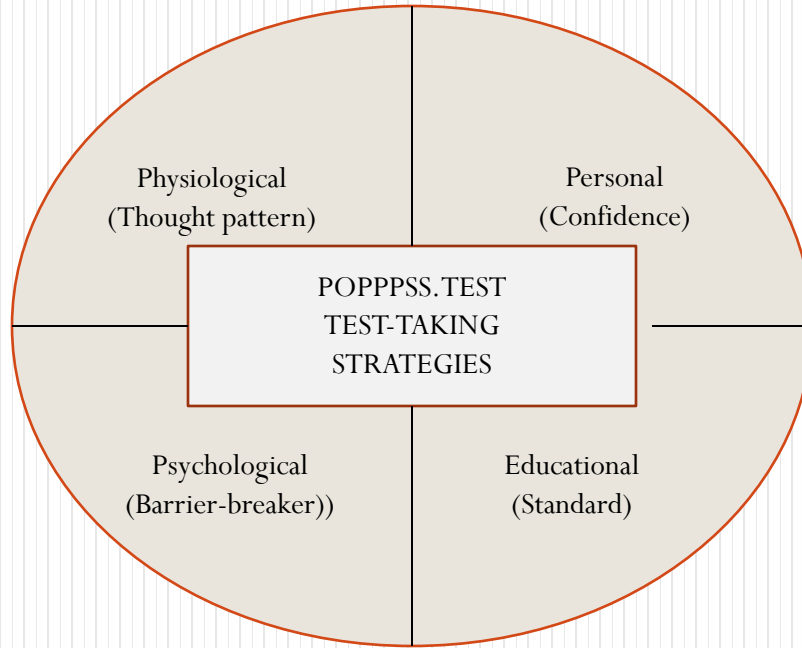 Physiological
(Thought pattern)
Personal
(Confidence)
POPPPSS.TEST
TEST-TAKING
STRATEGIES
Psychological
(Barrier-breaker))
Educational
(Standard)